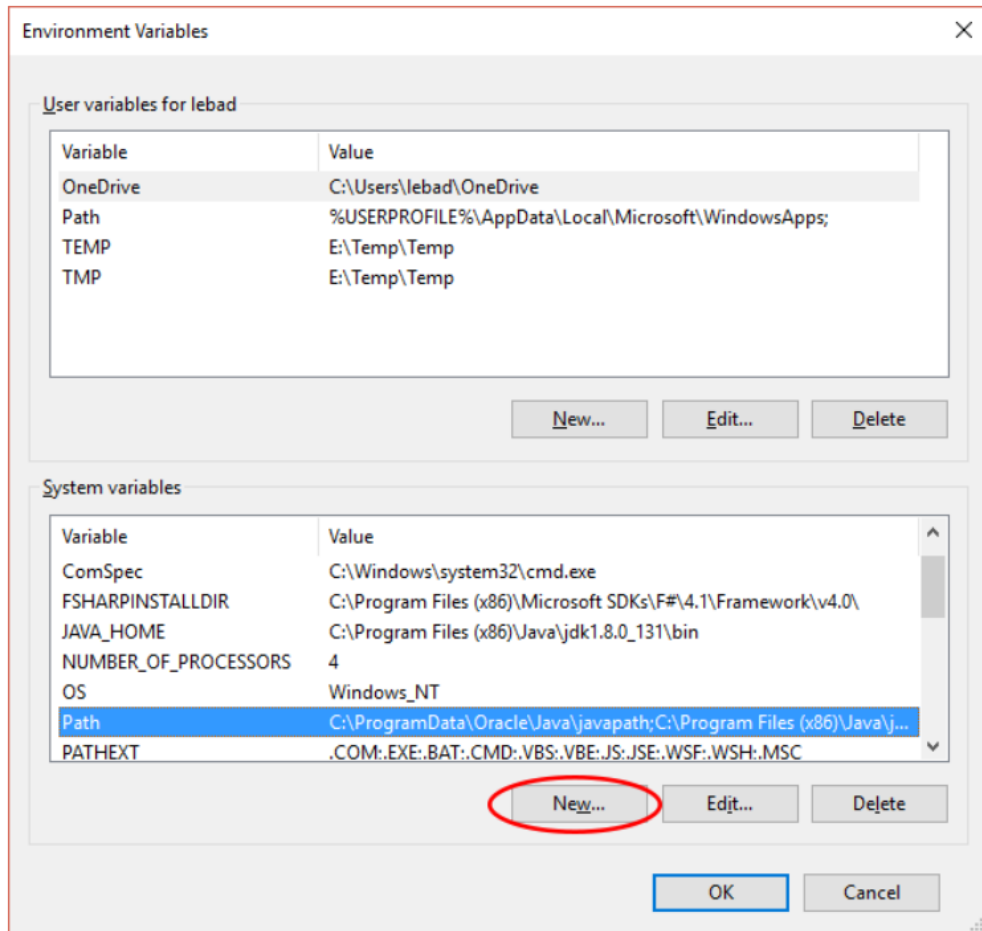 Environment Variables
User variables for lebad
Variable Value
OneDrive C:\Users\lebad\OneDrive
Path %USERPROFILE%\AppData\Local\Microsoft\WindowsApps;
TEMP E:\Temp\Temp
TMP E:\Temp\Temp
New... Edit... Delete
System variables
Variable Value
ComSpec C:\Windows\system32\cmd.exe
FSHARPINSTALLDIR C:\Program Files (x86)\Microsoft SDKs\F#\4.1\Framework\v4.0\
JAVA_HOME C:\Program Files (x86)\Java\jdk1.8.0_131\bin
NUMBER_OF_PROCESSORS 4
OS Windows_NT
Path C:\ProgramData\Oracle\Java\javapath;C:\Program Files (x86)\Java\j...
PATHEXT .COM;.EXE;.BAT;.CMD;.VBS;.VBE;.JS;.JSE;.WSF;.WSH;.MSC
New... Edit... Delete
OK Cancel